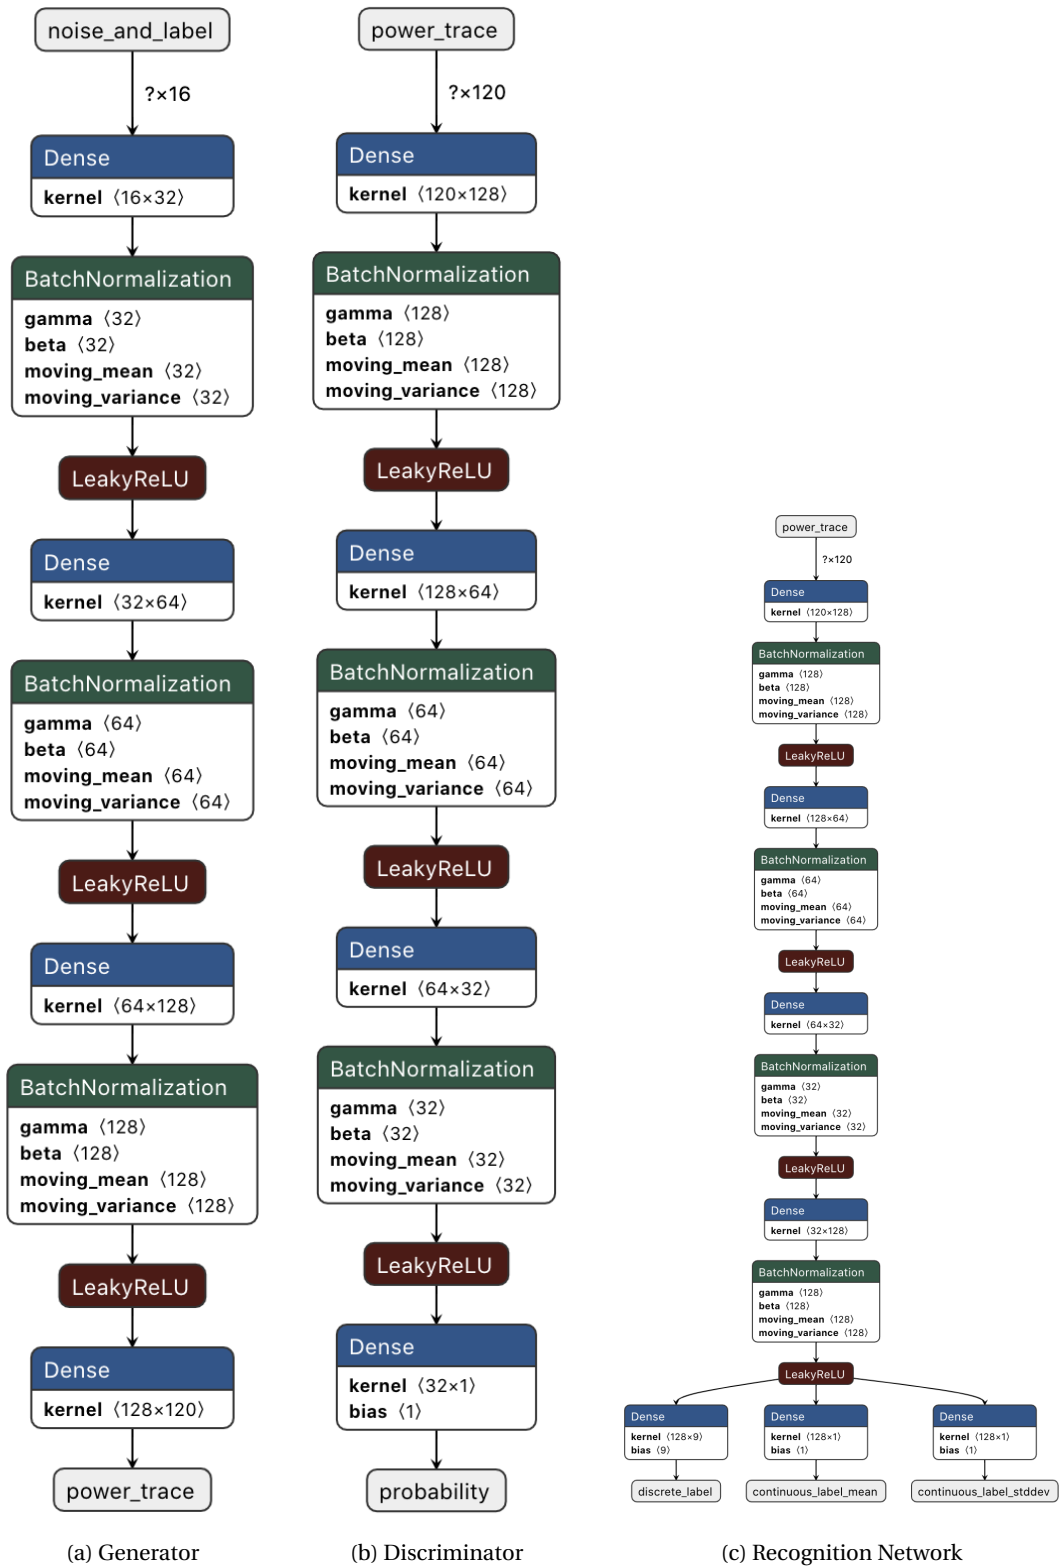 noise_and_label
?×16
Dense
kernel ⟨16×32⟩
BatchNormalization
gamma ⟨32⟩
beta ⟨32⟩
moving_mean ⟨32⟩
moving_variance ⟨32⟩
LeakyReLU
Dense
kernel ⟨32×64⟩
BatchNormalization
gamma ⟨64⟩
beta ⟨64⟩
moving_mean ⟨64⟩
moving_variance ⟨64⟩
LeakyReLU
Dense
kernel ⟨64×128⟩
BatchNormalization
gamma ⟨128⟩
beta ⟨128⟩
moving_mean ⟨128⟩
moving_variance ⟨128⟩
LeakyReLU
Dense
kernel ⟨128×120⟩
power_trace
(a) Generator
power_trace
?×120
Dense
kernel ⟨120×128⟩
BatchNormalization
gamma ⟨128⟩
beta ⟨128⟩
moving_mean ⟨128⟩
moving_variance ⟨128⟩
LeakyReLU
Dense
kernel ⟨128×64⟩
BatchNormalization
gamma ⟨64⟩
beta ⟨64⟩
moving_mean ⟨64⟩
moving_variance ⟨64⟩
LeakyReLU
Dense
kernel ⟨64×32⟩
BatchNormalization
gamma ⟨32⟩
beta ⟨32⟩
moving_mean ⟨32⟩
moving_variance ⟨32⟩
LeakyReLU
Dense
kernel ⟨32×1⟩
bias ⟨1⟩
probability
(b) Discriminator
power_trace
?×120
Dense
kernel ⟨120×128⟩
BatchNormalization
gamma ⟨128⟩
beta ⟨128⟩
moving_mean ⟨128⟩
moving_variance ⟨128⟩
LeakyReLU
Dense
kernel ⟨128×64⟩
BatchNormalization
gamma ⟨64⟩
beta ⟨64⟩
moving_mean ⟨64⟩
moving_variance ⟨64⟩
LeakyReLU
Dense
kernel ⟨64×32⟩
BatchNormalization
gamma ⟨32⟩
beta ⟨32⟩
moving_mean ⟨32⟩
moving_variance ⟨32⟩
LeakyReLU
Dense
kernel ⟨32×128⟩
BatchNormalization
gamma ⟨128⟩
beta ⟨128⟩
moving_mean ⟨128⟩
moving_variance ⟨128⟩
LeakyReLU
Dense
kernel ⟨128×9⟩
bias ⟨9⟩
discrete_label
Dense
kernel ⟨128×1⟩
bias ⟨1⟩
continuous_label_mean
Dense
kernel ⟨128×1⟩
bias ⟨1⟩
continuous_label_stddev
(c) Recognition Network